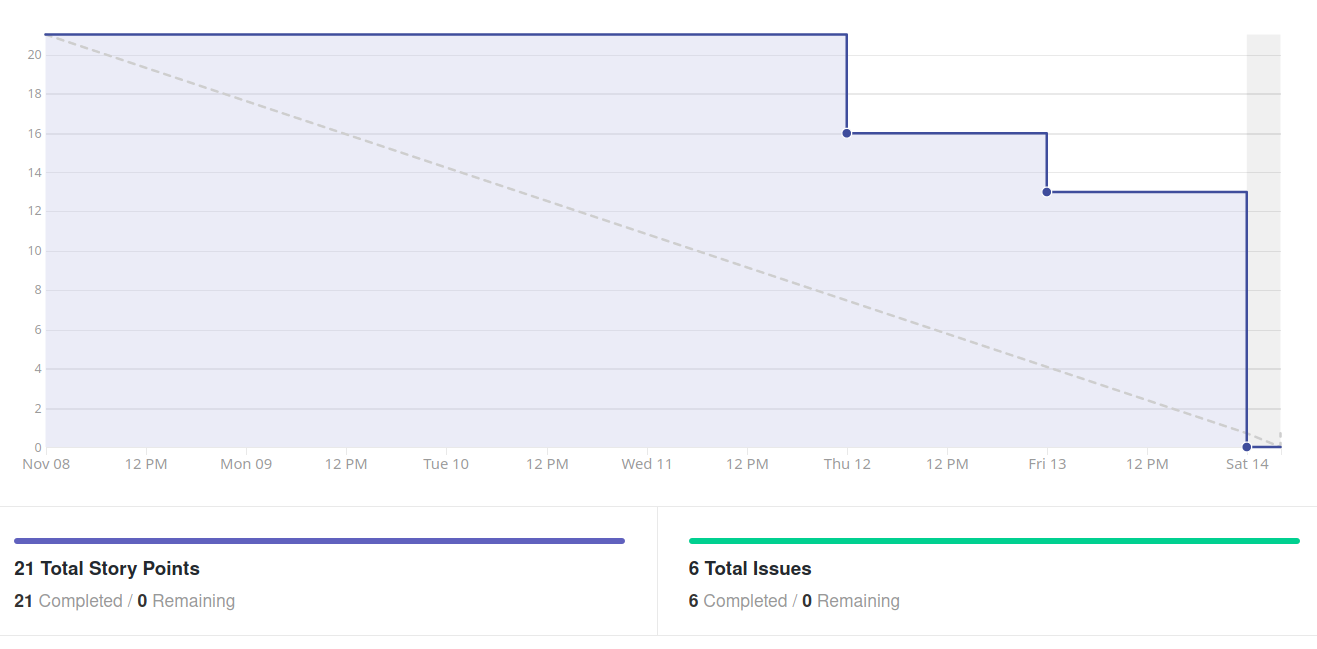 20
18
16
14
12
10
8
6
4
2
0
Nov 08 12 PM Mon 09 12 PM Tue 10 12 PM Wed 11 12 PM Thu 12 12 PM Fri 13 12 PM Sat 14
21 Total Story Points
21 Completed / 0 Remaining
6 Total Issues
6 Completed / 0 Remaining